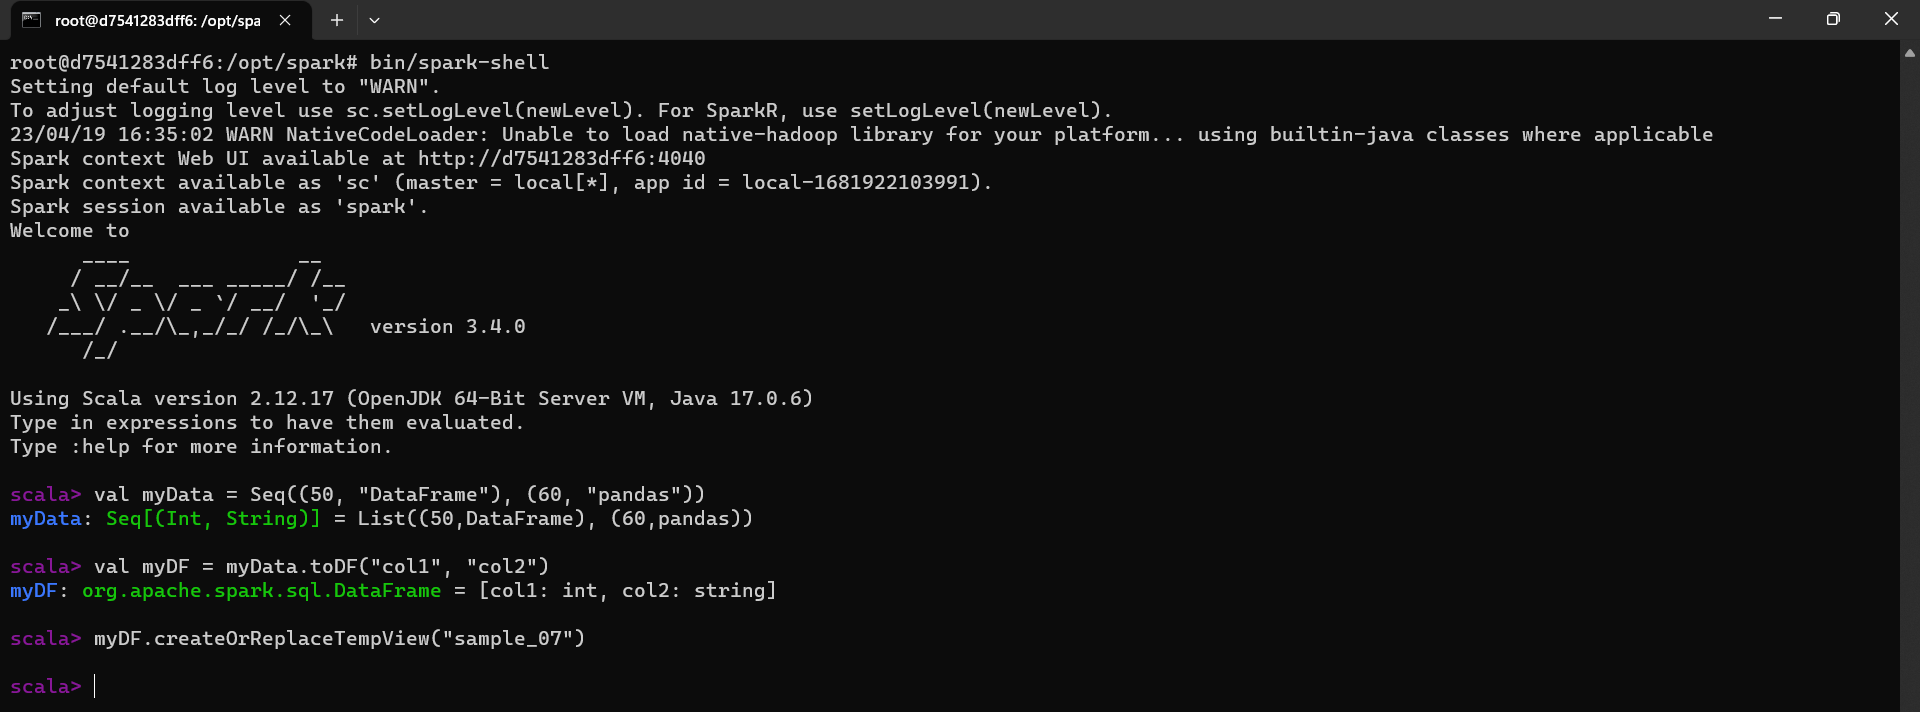 root@d7541283dff6: /opt/spa
root@d7541283dff6:/opt/spark# bin/spark-shell
Setting default log level to "WARN".
To adjust logging level use sc.setLogLevel(newLevel). For SparkR, use setLogLevel(newLevel).
23/04/19 16:35:02 WARN NativeCodeLoader: Unable to load native-hadoop library for your platform... using builtin-java classes where applicable
Spark context Web UI available at http://d7541283dff6:4040
Spark context available as 'sc' (master = local[*], app id = local-1681922103991).
Spark session available as 'spark'.
Welcome to
      ____              __
     / __/__  ___ _____/ /__
    _\ \/ _ \/ _ `/ __/  '_/
   /___/ .__/\_,_/_/ /_/\_\   version 3.4.0
      /_/
Using Scala version 2.12.17 (OpenJDK 64-Bit Server VM, Java 17.0.6)
Type in expressions to have them evaluated.
Type :help for more information.
scala> val myData = Seq((50, "DataFrame"), (60, "pandas"))
myData: Seq[(Int, String)] = List((50,DataFrame), (60,pandas))
scala> val myDF = myData.toDF("col1", "col2")
myDF: org.apache.spark.sql.DataFrame = [col1: int, col2: string]
scala> myDF.createOrReplaceTempView("sample_07")
scala>